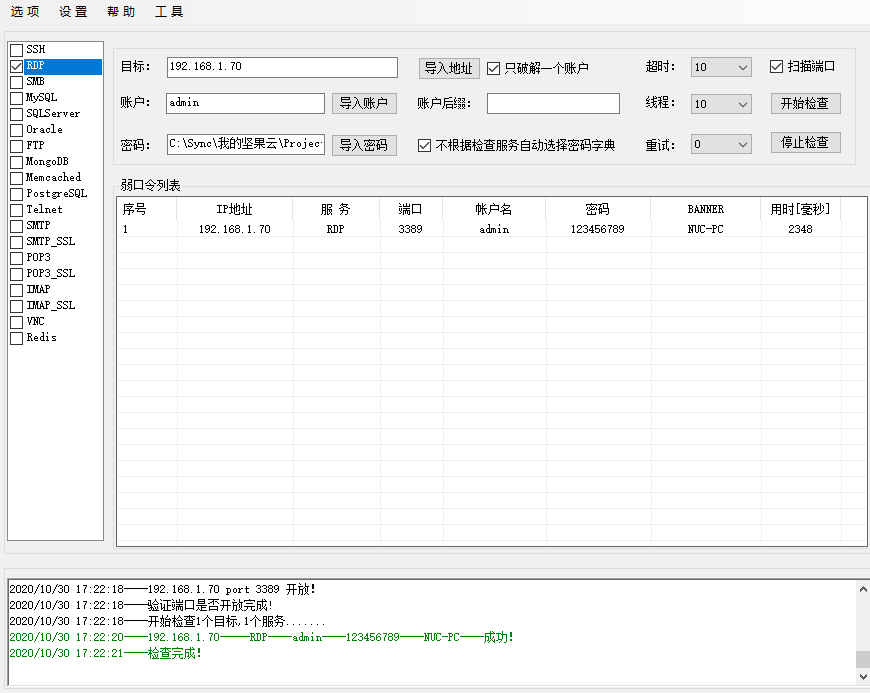 选项 设置 帮助 工具
SSH
RDP
SMB
MySQL
SQLServer
Oracle
FTP
MongoDB
Memcached
PostgreSQL
Telnet
SMTP
SMTP_SSL
POP3
POP3_SSL
IMAP
IMAP_SSL
VNC
Redis
目标： 192.168.1.70 导入地址 只破解一个账户 超时： 10 扫描端口
账户： admin 导入账户 账户后缀： 线程： 10 开始检查
密码： C:\Sync\我的坚果云\Projec 导入密码 不根据检查服务自动选择密码字典 重试： 0 停止检查
弱口令列表
序号 IP地址 服 务 端口 帐户名 密码 BANNER 用时[毫秒]
1 192.168.1.70 RDP 3389 admin 123456789 NUC-PC 2348
2020/10/30 17:22:18——192.168.1.70 port 3389 开放!
2020/10/30 17:22:18——验证端口是否开放完成!
2020/10/30 17:22:18——开始检查1个目标,1个服务.......
2020/10/30 17:22:20——192.168.1.70——RDP——admin——123456789——NUC-PC——成功!
2020/10/30 17:22:21——检查完成!